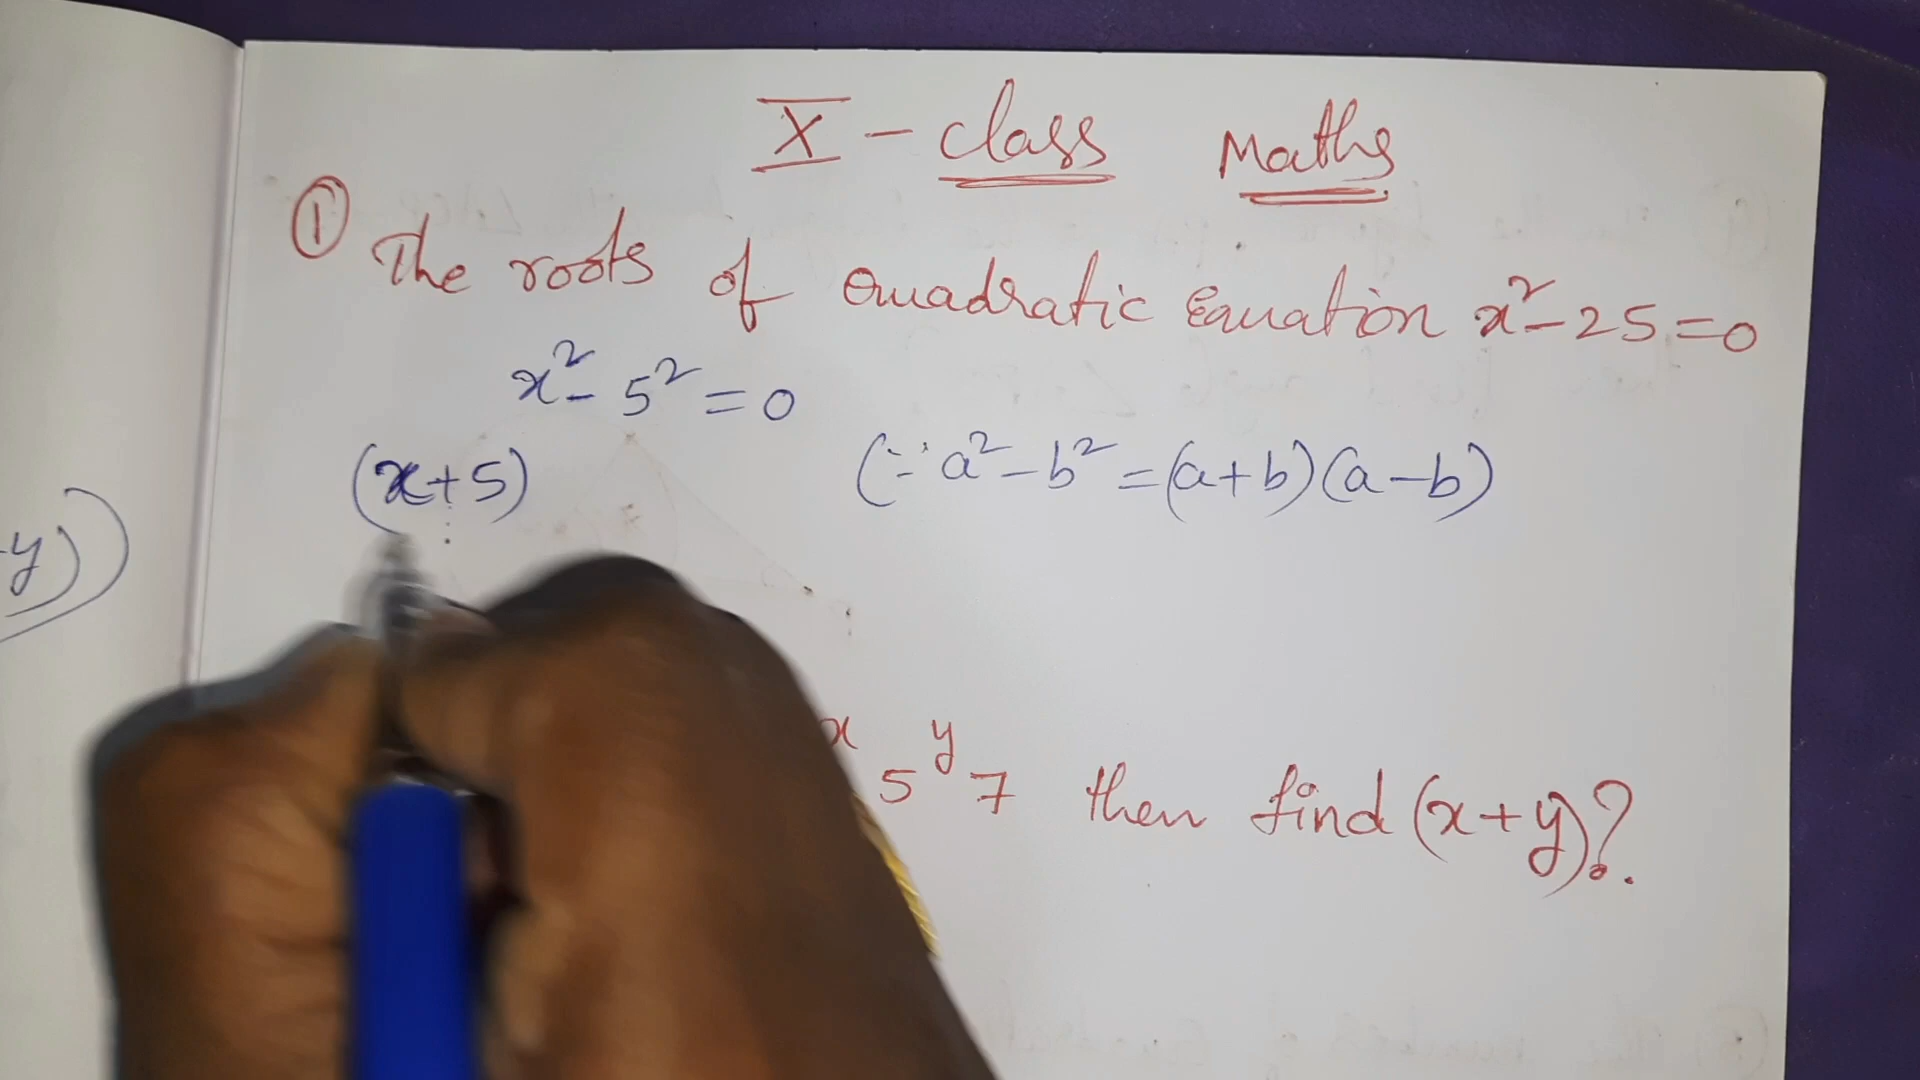 X - class Maths
① The roots of Quadratic Equation x² - 25 = 0
x² - 5² = 0
(x+5) (∵ a² - b² = (a+b)(a-b)
-y))
x 5 y 7 then find (x+y)?.